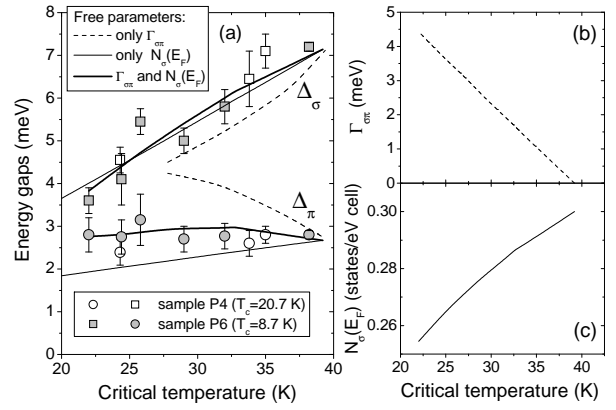 Free parameters:
only Γσπ
only Nσ(EF)
Γσπ and Nσ(EF)
(a)
8
7
6
5
4
3
2
1
0
Energy gaps (meV)
Δσ
Δπ
sample P4 (Tc=20.7 K)
sample P6 (Tc=8.7 K)
20 25 30 35 40
Critical temperature (K)
(b)
5
4
3
2
1
0
Γσπ (meV)
0.30
0.28
0.26
Nσ(EF) (states/eV cell)
(c)
20 25 30 35 40
Critical temperature (K)